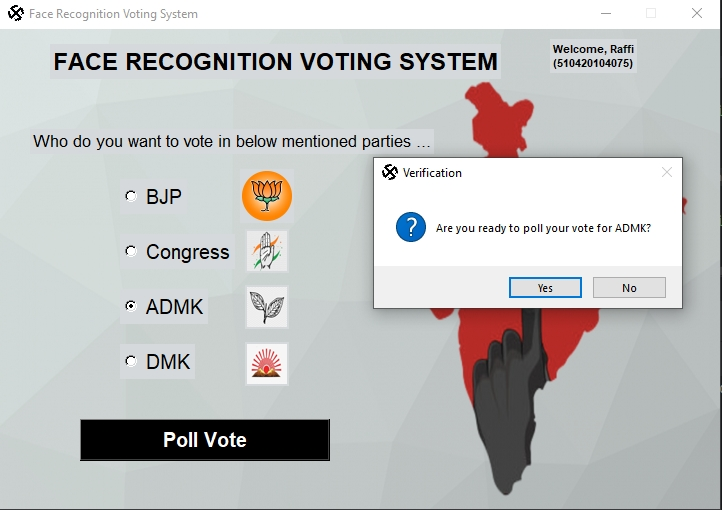 Face Recognition Voting System
FACE RECOGNITION VOTING SYSTEM
Welcome, Raffi
(510420104075)
Who do you want to vote in below mentioned parties ...
BJP
Congress
ADMK
DMK
Poll Vote
Verification
Are you ready to poll your vote for ADMK?
Yes
No